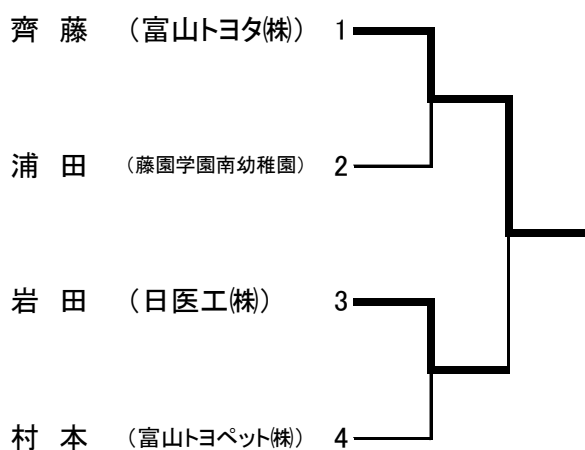 齊 藤 （富山トヨタ㈱） 1
浦 田 （藤園学園南幼稚園） 2
岩 田 （日医工㈱） 3
村 本 （富山トヨペット㈱） 4